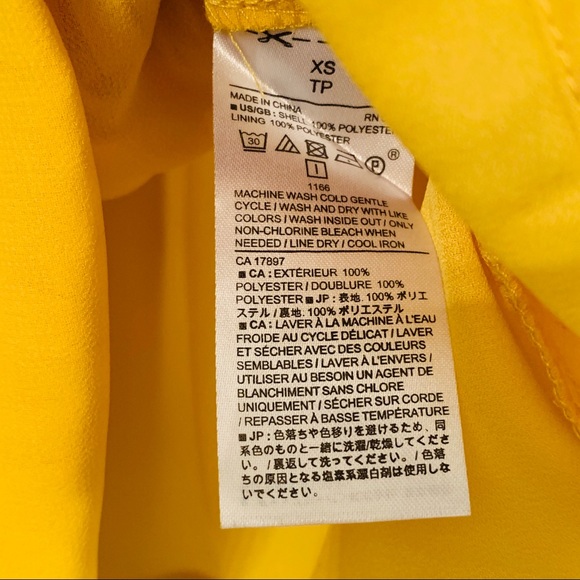 XS
TP
MADE IN CHINA RN
■ US/GB: SHELL 100% POLYESTER
LINING 100% POLYESTER
30
P ®
1166
MACHINE WASH COLD GENTLE
CYCLE / WASH AND DRY WITH LIKE
COLORS / WASH INSIDE OUT / ONLY
NON-CHLORINE BLEACH WHEN
NEEDED / LINE DRY / COOL IRON
CA 17897
■ CA : EXTÉRIEUR 100%
POLYESTER / DOUBLURE 100%
POLYESTER ■ JP : 表地. 100% ポリエ
ステル / 裏地. 100% ポリエステル
■ CA : LAVER À LA MACHINE À L'EAU
FROIDE AU CYCLE DÉLICAT / LAVER
ET SÉCHER AVEC DES COULEURS
SEMBLABLES / LAVER À L'ENVERS /
UTILISER AU BESOIN UN AGENT DE
BLANCHIMENT SANS CHLORE
UNIQUEMENT / SÉCHER SUR CORDE
/ REPASSER À BASSE TEMPÉRATURE
■ JP : 色落ちや色移りを避けるため、同
系色のものと一緒に洗濯/乾燥してくださ
い。 / 裏返して洗ってください。 / 色落
ちの原因となる塩素系漂白剤は使用しな
いでください。